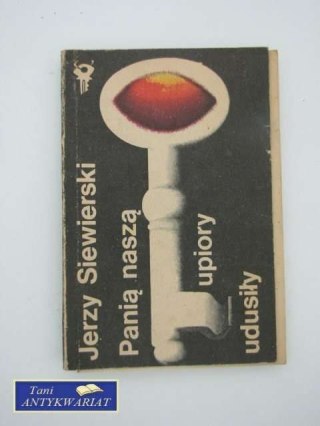 Jerzy Siewierski
Panią naszą
upiory
udusiły
Tani
ANTYKWARIAT